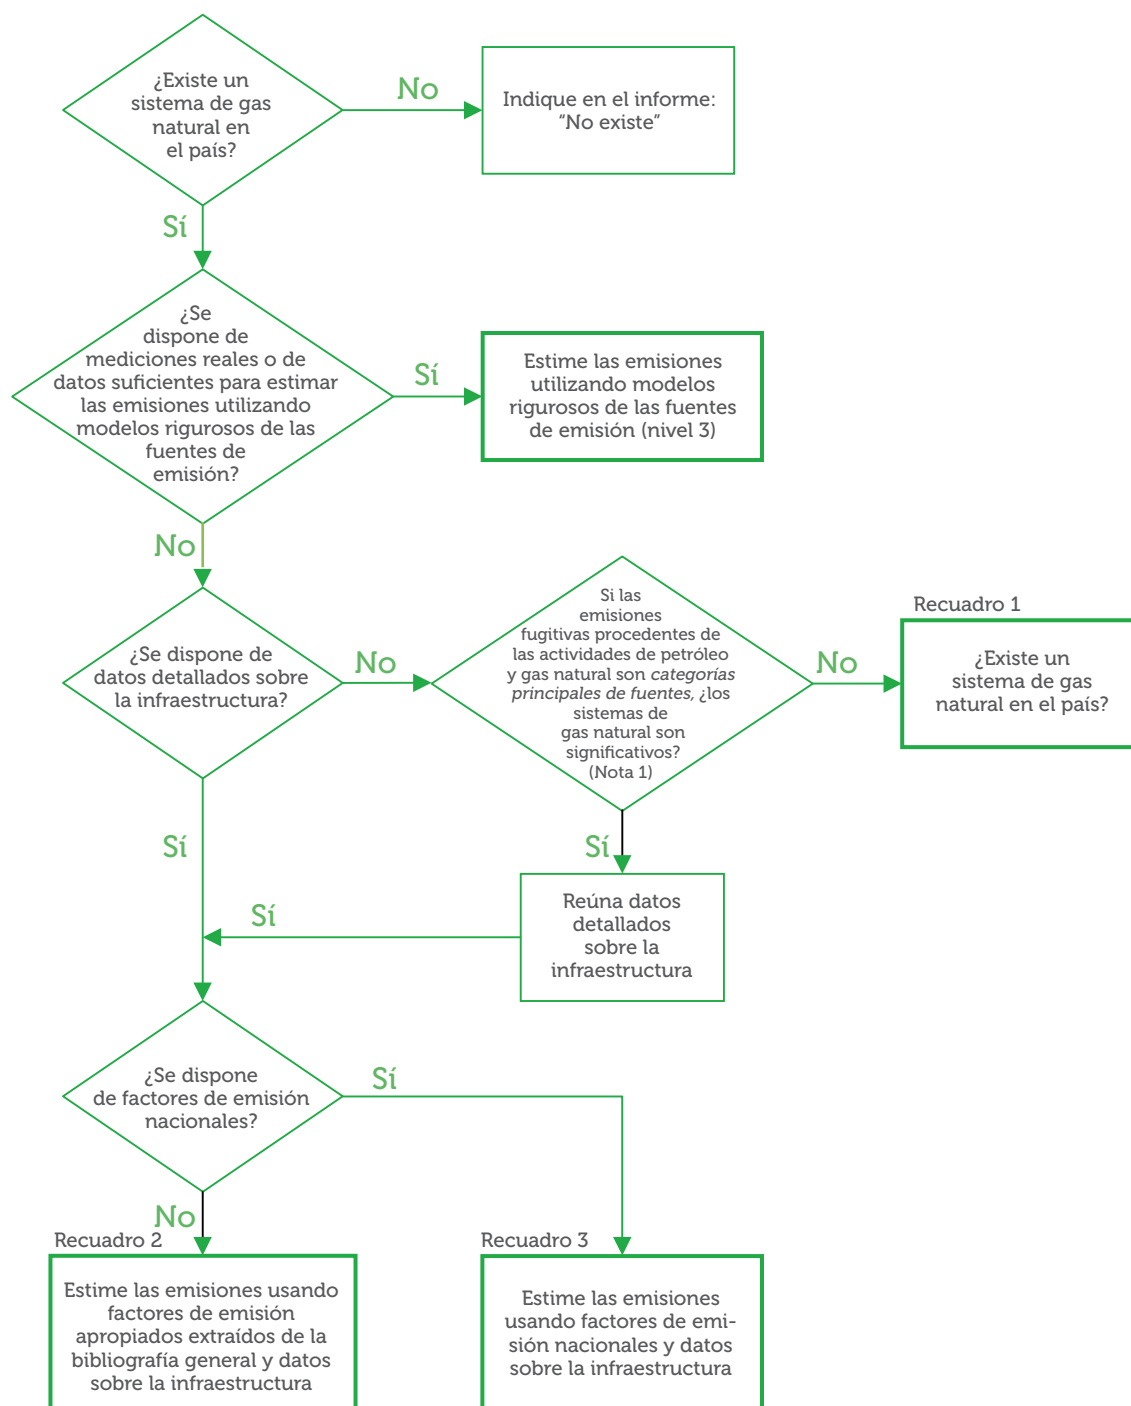 ¿Existe un
sistema de gas
natural en
el país?
No
Indique en el informe:
“No existe”
Sí
¿Se
dispone de
mediciones reales o de
datos suficientes para estimar
las emisiones utilizando
modelos rigurosos de las
fuentes de
emisión?
Sí
Estime las emisiones
utilizando modelos
rigurosos de las fuentes
de emisión (nivel 3)
No
¿Se dispone de
datos detallados sobre
la infraestructura?
No
Si las
emisiones
fugitivas procedentes de
las actividades de petróleo
y gas natural son categorías
principales de fuentes, ¿los
sistemas de
gas natural son
significativos?
(Nota 1)
No
Recuadro 1
¿Existe un
sistema de gas
natural en el país?
Sí
Sí
Reúna datos
detallados
sobre la
infraestructura
Sí
¿Se dispone
de factores de emisión
nacionales?
Sí
No
Recuadro 2
Estime las emisiones usando
factores de emisión
apropiados extraídos de la
bibliografía general y datos
sobre la infraestructura
Recuadro 3
Estime las emisiones
usando factores de emi-
sión nacionales y datos
sobre la infraestructura